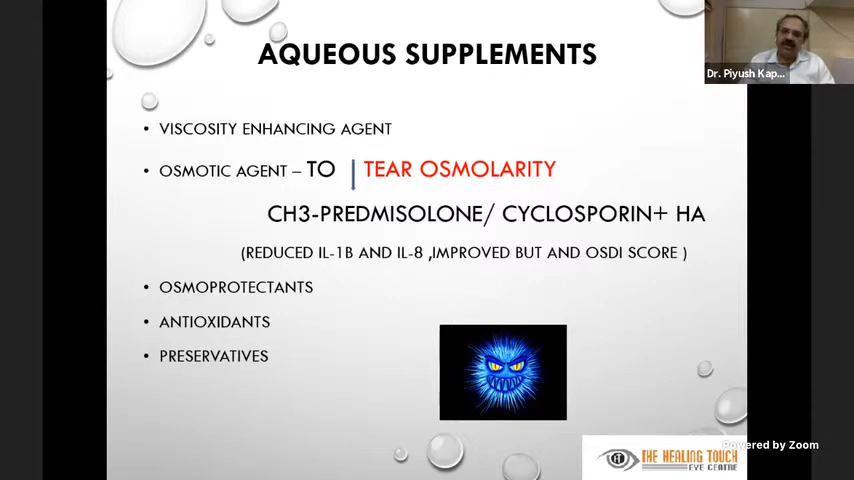 AQUEOUS SUPPLEMENTS
Dr. Piyush Kap...
• VISCOSITY ENHANCING AGENT
• OSMOTIC AGENT – TO TEAR OSMOLARITY
CH3-PREDMISOLONE/ CYCLOSPORIN+ HA
(REDUCED IL-1B AND IL-8 ,IMPROVED BUT AND OSDI SCORE )
• OSMOPROTECTANTS
• ANTIOXIDANTS
• PRESERVATIVES
Powered by Zoom
THE HEALING TOUCH
EYE CENTRE